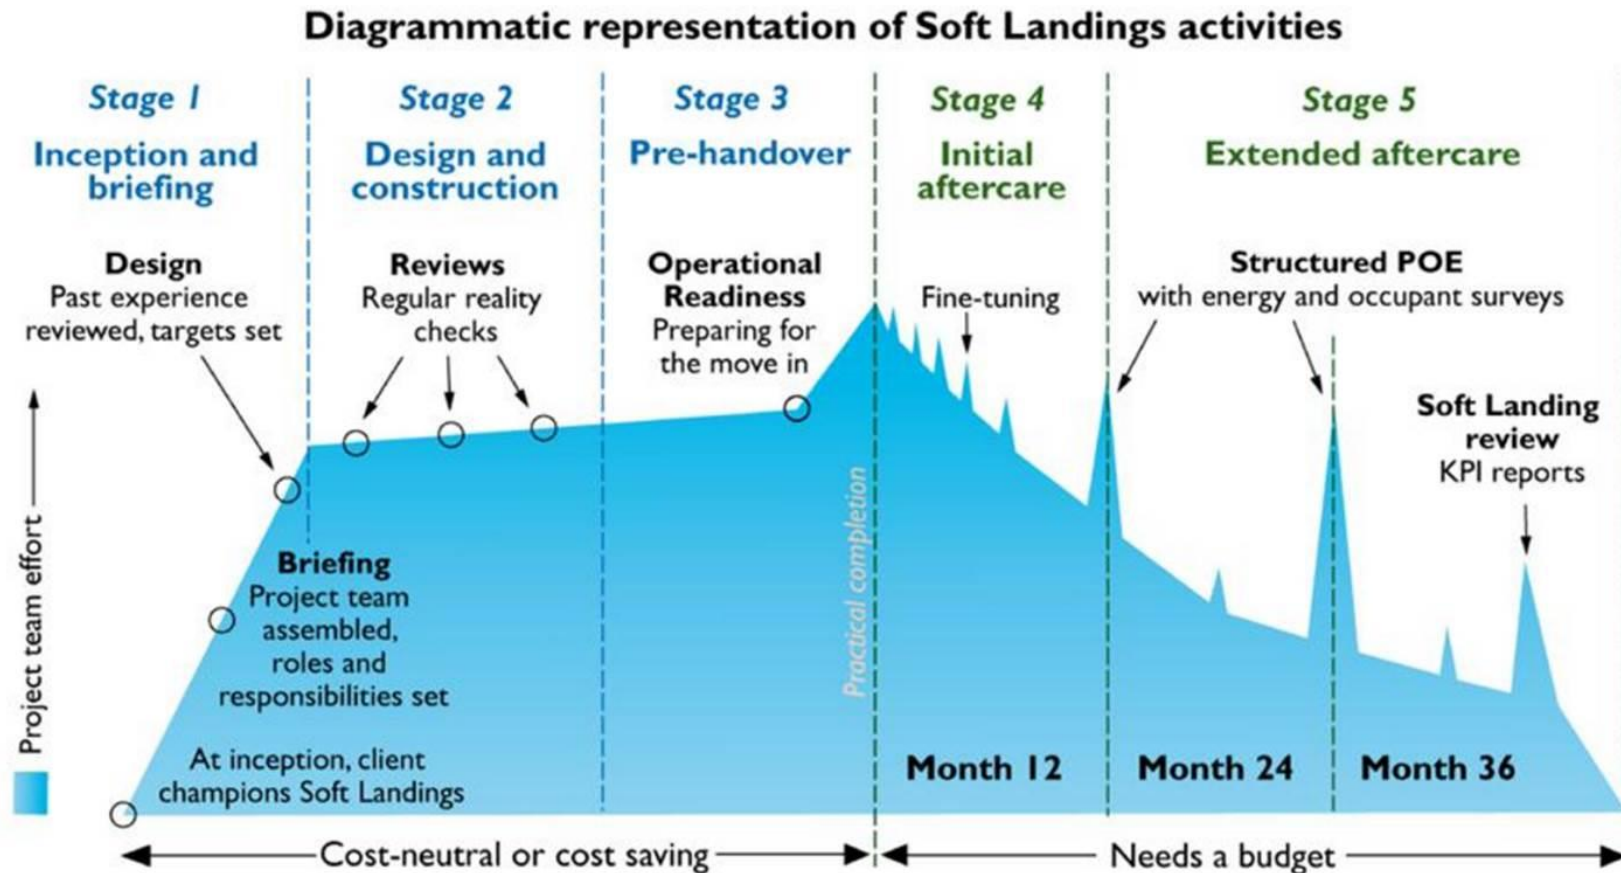 Diagrammatic representation of Soft Landings activities
Stage 1
Inception and
briefing
Stage 2
Design and
construction
Stage 3
Pre-handover
Stage 4
Initial
aftercare
Stage 5
Extended aftercare
Design
Past experience
reviewed, targets set
Reviews
Regular reality
checks
Operational
Readiness
Preparing for
the move in
Fine-tuning
Structured POE
with energy and occupant surveys
Soft Landing
review
KPI reports
Project team effort
Briefing
Project team
assembled,
roles and
responsibilities set
At inception, client
champions Soft Landings
Practical completion
Month 12
Month 24
Month 36
Cost-neutral or cost saving
Needs a budget